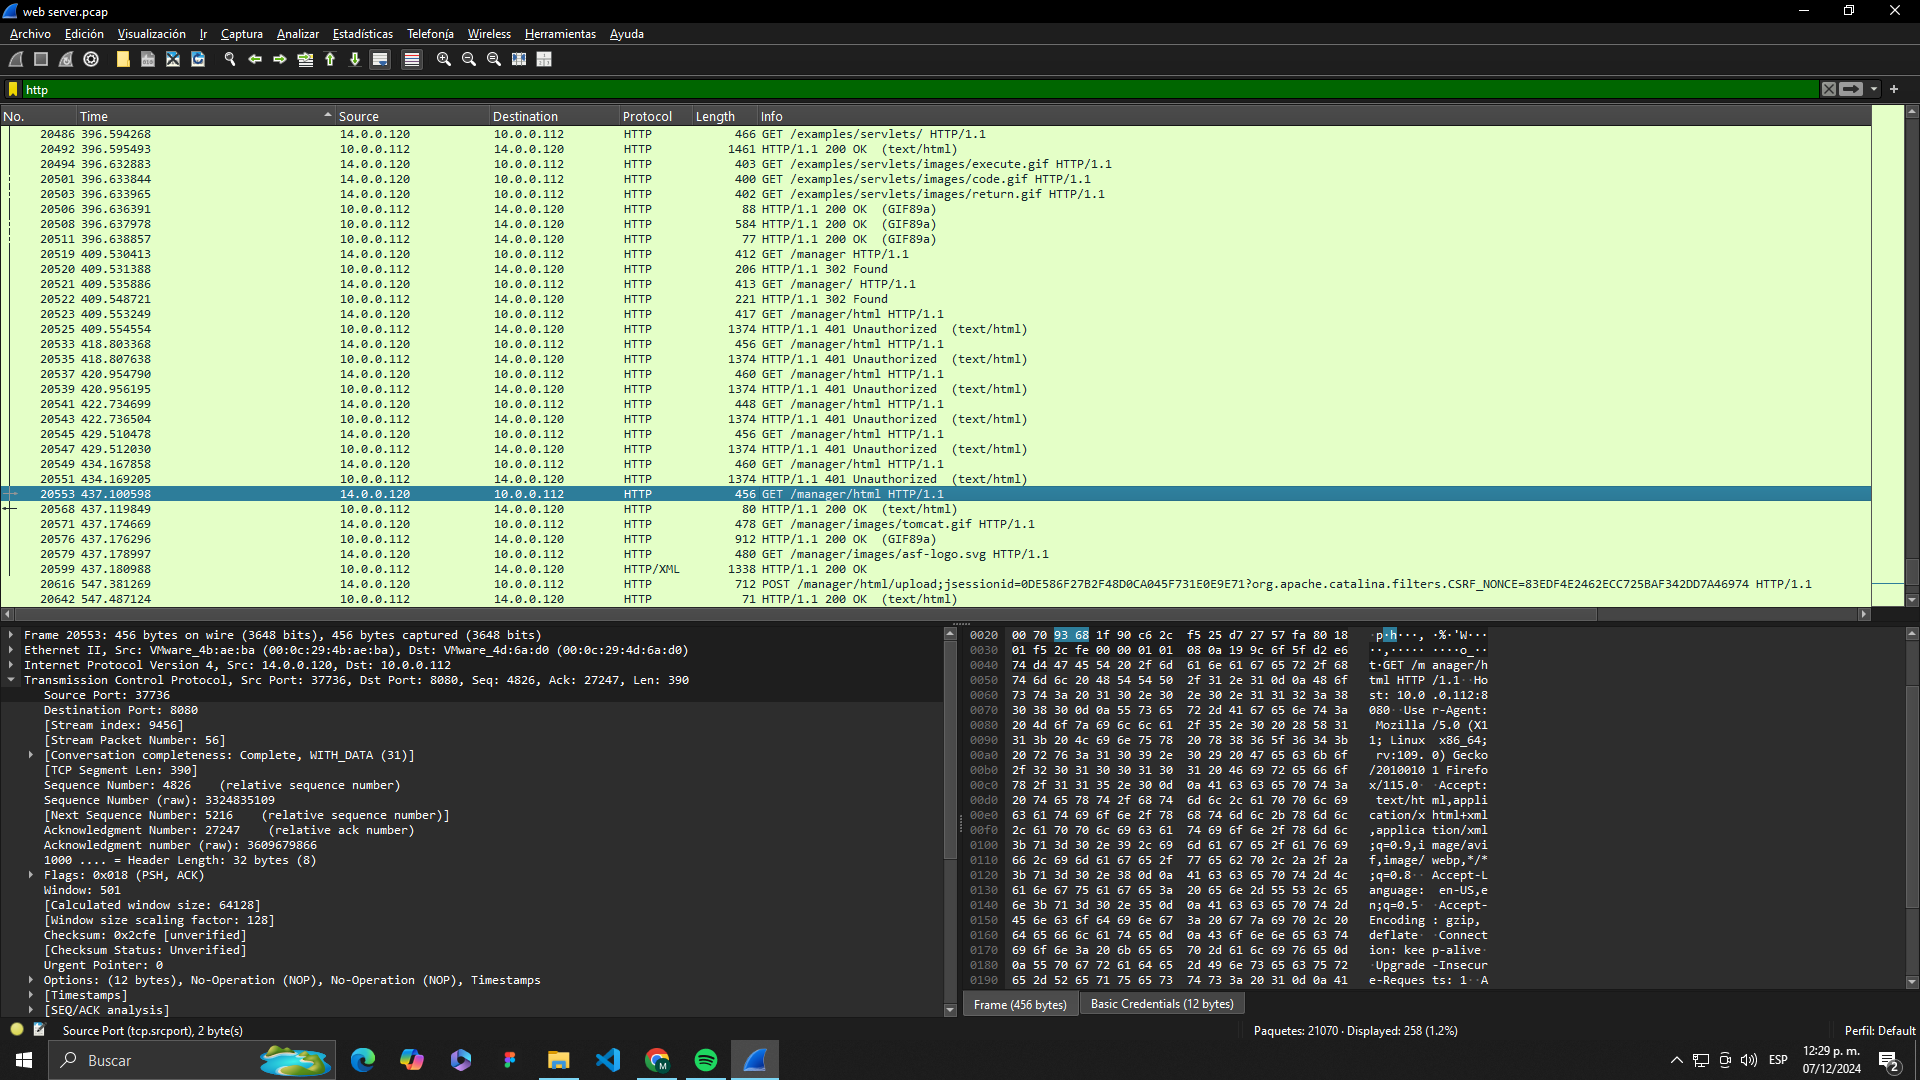 web server.pcap
Archivo Edición Visualización Ir Captura Analizar Estadísticas Telefonía Wireless Herramientas Ayuda
http
No. Time Source Destination Protocol Length Info
20486 396.594268 14.0.0.120 10.0.0.112 HTTP 466 GET /examples/servlets/ HTTP/1.1
20492 396.595493 10.0.0.112 14.0.0.120 HTTP 1461 HTTP/1.1 200 OK (text/html)
20494 396.632883 14.0.0.120 10.0.0.112 HTTP 403 GET /examples/servlets/images/execute.gif HTTP/1.1
20501 396.633844 14.0.0.120 10.0.0.112 HTTP 400 GET /examples/servlets/images/code.gif HTTP/1.1
20503 396.633965 14.0.0.120 10.0.0.112 HTTP 402 GET /examples/servlets/images/return.gif HTTP/1.1
20506 396.636391 10.0.0.112 14.0.0.120 HTTP 88 HTTP/1.1 200 OK (GIF89a)
20508 396.637978 10.0.0.112 14.0.0.120 HTTP 584 HTTP/1.1 200 OK (GIF89a)
20511 396.638857 10.0.0.112 14.0.0.120 HTTP 77 HTTP/1.1 200 OK (GIF89a)
20519 409.530413 14.0.0.120 10.0.0.112 HTTP 412 GET /manager HTTP/1.1
20520 409.531388 10.0.0.112 14.0.0.120 HTTP 206 HTTP/1.1 302 Found
20521 409.535886 14.0.0.120 10.0.0.112 HTTP 413 GET /manager/ HTTP/1.1
20522 409.548721 10.0.0.112 14.0.0.120 HTTP 221 HTTP/1.1 302 Found
20523 409.553249 14.0.0.120 10.0.0.112 HTTP 417 GET /manager/html HTTP/1.1
20525 409.554554 10.0.0.112 14.0.0.120 HTTP 1374 HTTP/1.1 401 Unauthorized (text/html)
20533 418.803368 14.0.0.120 10.0.0.112 HTTP 456 GET /manager/html HTTP/1.1
20535 418.807638 10.0.0.112 14.0.0.120 HTTP 1374 HTTP/1.1 401 Unauthorized (text/html)
20537 420.954790 14.0.0.120 10.0.0.112 HTTP 460 GET /manager/html HTTP/1.1
20539 420.956195 10.0.0.112 14.0.0.120 HTTP 1374 HTTP/1.1 401 Unauthorized (text/html)
20541 422.734699 14.0.0.120 10.0.0.112 HTTP 448 GET /manager/html HTTP/1.1
20543 422.736504 10.0.0.112 14.0.0.120 HTTP 1374 HTTP/1.1 401 Unauthorized (text/html)
20545 429.510478 14.0.0.120 10.0.0.112 HTTP 456 GET /manager/html HTTP/1.1
20547 429.512030 10.0.0.112 14.0.0.120 HTTP 1374 HTTP/1.1 401 Unauthorized (text/html)
20549 434.167858 14.0.0.120 10.0.0.112 HTTP 460 GET /manager/html HTTP/1.1
20551 434.169205 10.0.0.112 14.0.0.120 HTTP 1374 HTTP/1.1 401 Unauthorized (text/html)
20553 437.100598 14.0.0.120 10.0.0.112 HTTP 456 GET /manager/html HTTP/1.1
20568 437.119849 10.0.0.112 14.0.0.120 HTTP 80 HTTP/1.1 200 OK (text/html)
20571 437.174669 14.0.0.120 10.0.0.112 HTTP 478 GET /manager/images/tomcat.gif HTTP/1.1
20576 437.176296 10.0.0.112 14.0.0.120 HTTP 912 HTTP/1.1 200 OK (GIF89a)
20579 437.178997 14.0.0.120 10.0.0.112 HTTP 480 GET /manager/images/asf-logo.svg HTTP/1.1
20599 437.180988 10.0.0.112 14.0.0.120 HTTP/XML 1338 HTTP/1.1 200 OK
20616 547.381269 14.0.0.120 10.0.0.112 HTTP 712 POST /manager/html/upload;jsessionid=0DE586F27B2F48D0CA045F731E0E9E71?org.apache.catalina.filters.CSRF_NONCE=83EDF4E2462ECC725BAF342DD7A46974 HTTP/1.1
20642 547.487124 10.0.0.112 14.0.0.120 HTTP 71 HTTP/1.1 200 OK (text/html)
Frame 20553: 456 bytes on wire (3648 bits), 456 bytes captured (3648 bits)
Ethernet II, Src: VMware_4b:ae:ba (00:0c:29:4b:ae:ba), Dst: VMware_4d:6a:d0 (00:0c:29:4d:6a:d0)
Internet Protocol Version 4, Src: 14.0.0.120, Dst: 10.0.0.112
Transmission Control Protocol, Src Port: 37736, Dst Port: 8080, Seq: 4826, Ack: 27247, Len: 390
Source Port: 37736
Destination Port: 8080
[Stream index: 9456]
[Stream Packet Number: 56]
[Conversation completeness: Complete, WITH_DATA (31)]
[TCP Segment Len: 390]
Sequence Number: 4826 (relative sequence number)
Sequence Number (raw): 3324835109
[Next Sequence Number: 5216 (relative sequence number)]
Acknowledgment Number: 27247 (relative ack number)
Acknowledgment number (raw): 3609679866
1000 .... = Header Length: 32 bytes (8)
Flags: 0x018 (PSH, ACK)
Window: 501
[Calculated window size: 64128]
[Window size scaling factor: 128]
Checksum: 0x2cfe [unverified]
[Checksum Status: Unverified]
Urgent Pointer: 0
Options: (12 bytes), No-Operation (NOP), No-Operation (NOP), Timestamps
[Timestamps]
[SEQ/ACK analysis]
0020 00 70 93 68 1f 90 c6 2c f5 25 d7 27 57 fa 80 18 ·p·h···, ·%·'W···
0030 01 f5 2c fe 00 00 01 01 08 0a 19 9c 6f 5f d2 e6 ··,····· ····o_··
0040 74 d4 47 45 54 20 2f 6d 61 6e 61 67 65 72 2f 68 t·GET /m anager/h
0050 74 6d 6c 20 48 54 54 50 2f 31 2e 31 0d 0a 48 6f tml HTTP /1.1··Ho
0060 73 74 3a 20 31 30 2e 30 2e 30 2e 31 31 32 3a 38 st: 10.0 .0.112:8
0070 30 38 30 0d 0a 55 73 65 72 2d 41 67 65 6e 74 3a 080··Use r-Agent:
0080 20 4d 6f 7a 69 6c 6c 61 2f 35 2e 30 20 28 58 31 Mozilla /5.0 (X1
0090 31 3b 20 4c 69 6e 75 78 20 78 38 36 5f 36 34 3b 1; Linux x86_64;
00a0 20 72 76 3a 31 30 39 2e 30 29 20 47 65 63 6b 6f rv:109. 0) Gecko
00b0 2f 32 30 31 30 30 31 30 31 20 46 69 72 65 66 6f /2010010 1 Firefo
00c0 78 2f 31 31 35 2e 30 0d 0a 41 63 63 65 70 74 3a x/115.0· ·Accept:
00d0 20 74 65 78 74 2f 68 74 6d 6c 2c 61 70 70 6c 69 text/ht ml,appli
00e0 63 61 74 69 6f 6e 2f 78 68 74 6d 6c 2b 78 6d 6c cation/x html+xml
00f0 2c 61 70 70 6c 69 63 61 74 69 6f 6e 2f 78 6d 6c ,applica tion/xml
0100 3b 71 3d 30 2e 39 2c 69 6d 61 67 65 2f 61 76 69 ;q=0.9,i mage/avi
0110 66 2c 69 6d 61 67 65 2f 77 65 62 70 2c 2a 2f 2a f,image/ webp,*/*
0120 3b 71 3d 30 2e 38 0d 0a 41 63 63 65 70 74 2d 4c ;q=0.8·· Accept-L
0130 61 6e 67 75 61 67 65 3a 20 65 6e 2d 55 53 2c 65 anguage: en-US,e
0140 6e 3b 71 3d 30 2e 35 0d 0a 41 63 63 65 70 74 2d n;q=0.5· ·Accept-
0150 45 6e 63 6f 64 69 6e 67 3a 20 67 7a 69 70 2c 20 Encoding : gzip,
0160 64 65 66 6c 61 74 65 0d 0a 43 6f 6e 6e 65 63 74 deflate· ·Connect
0170 69 6f 6e 3a 20 6b 65 65 70 2d 61 6c 69 76 65 0d ion: kee p-alive·
0180 0a 55 70 67 72 61 64 65 2d 49 6e 73 65 63 75 72 ·Upgrade -Insecur
0190 65 2d 52 65 71 75 65 73 74 73 3a 20 31 0d 0a 41 e-Reques ts: 1··A
Frame (456 bytes) Basic Credentials (12 bytes)
Source Port (tcp.srcport), 2 byte(s)
Paquetes: 21070 · Displayed: 258 (1.2%)
Perfil: Default
Buscar
M
ESP
12:29 p. m.
07/12/2024
2